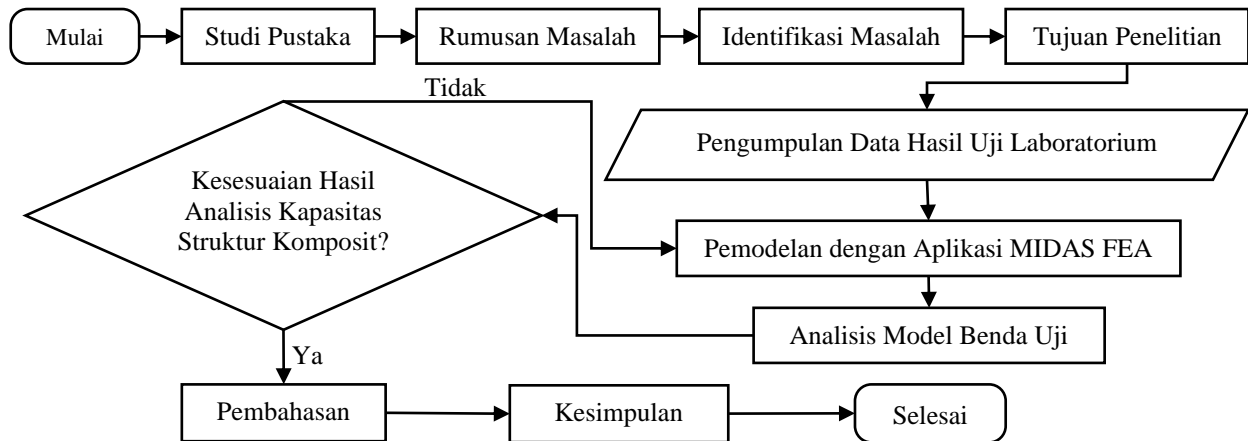 Mulai
Studi Pustaka
Rumusan Masalah
Identifikasi Masalah
Tujuan Penelitian
Pengumpulan Data Hasil Uji Laboratorium
Pemodelan dengan Aplikasi MIDAS FEA
Analisis Model Benda Uji
Kesesuaian Hasil
Analisis Kapasitas
Struktur Komposit?
Tidak
Ya
Pembahasan
Kesimpulan
Selesai